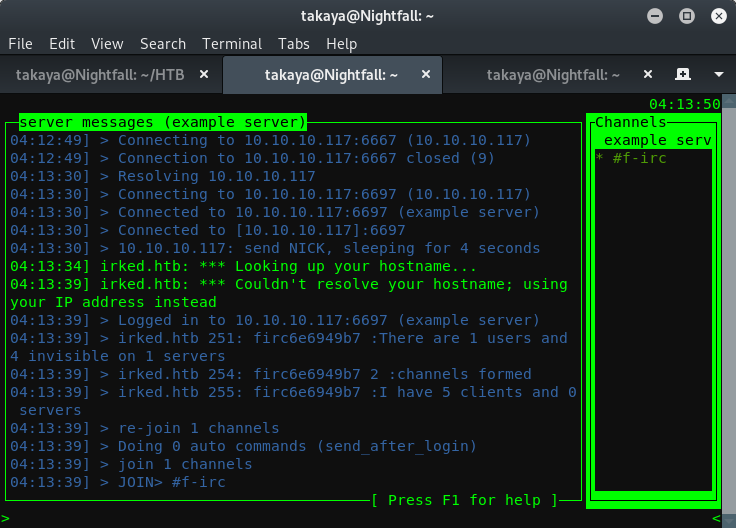 takaya@Nightfall: ~
File Edit View Search Terminal Tabs Help
takaya@Nightfall: ~/HTB × takaya@Nightfall: ~ × takaya@Nightfall: ~ ×
04:13:50
server messages (example server)
04:12:49] > Connecting to 10.10.10.117:6667 (10.10.10.117)
04:12:49] > Connection to 10.10.10.117:6667 closed (9)
04:13:30] > Resolving 10.10.10.117
04:13:30] > Connecting to 10.10.10.117:6697 (10.10.10.117)
04:13:30] > Connected to 10.10.10.117:6697 (example server)
04:13:30] > Connected to [10.10.10.117]:6697
04:13:30] > 10.10.10.117: send NICK, sleeping for 4 seconds
04:13:34] irked.htb: *** Looking up your hostname...
04:13:39] irked.htb: *** Couldn't resolve your hostname; using
your IP address instead
04:13:39] > Logged in to 10.10.10.117:6697 (example server)
04:13:39] > irked.htb 251: firc6e6949b7 :There are 1 users and
4 invisible on 1 servers
04:13:39] > irked.htb 254: firc6e6949b7 2 :channels formed
04:13:39] > irked.htb 255: firc6e6949b7 :I have 5 clients and 0
servers
04:13:39] > re-join 1 channels
04:13:39] > Doing 0 auto commands (send_after_login)
04:13:39] > join 1 channels
04:13:39] > JOIN> #f-irc
[ Press F1 for help ]
Channels
example serv
* #f-irc
> <